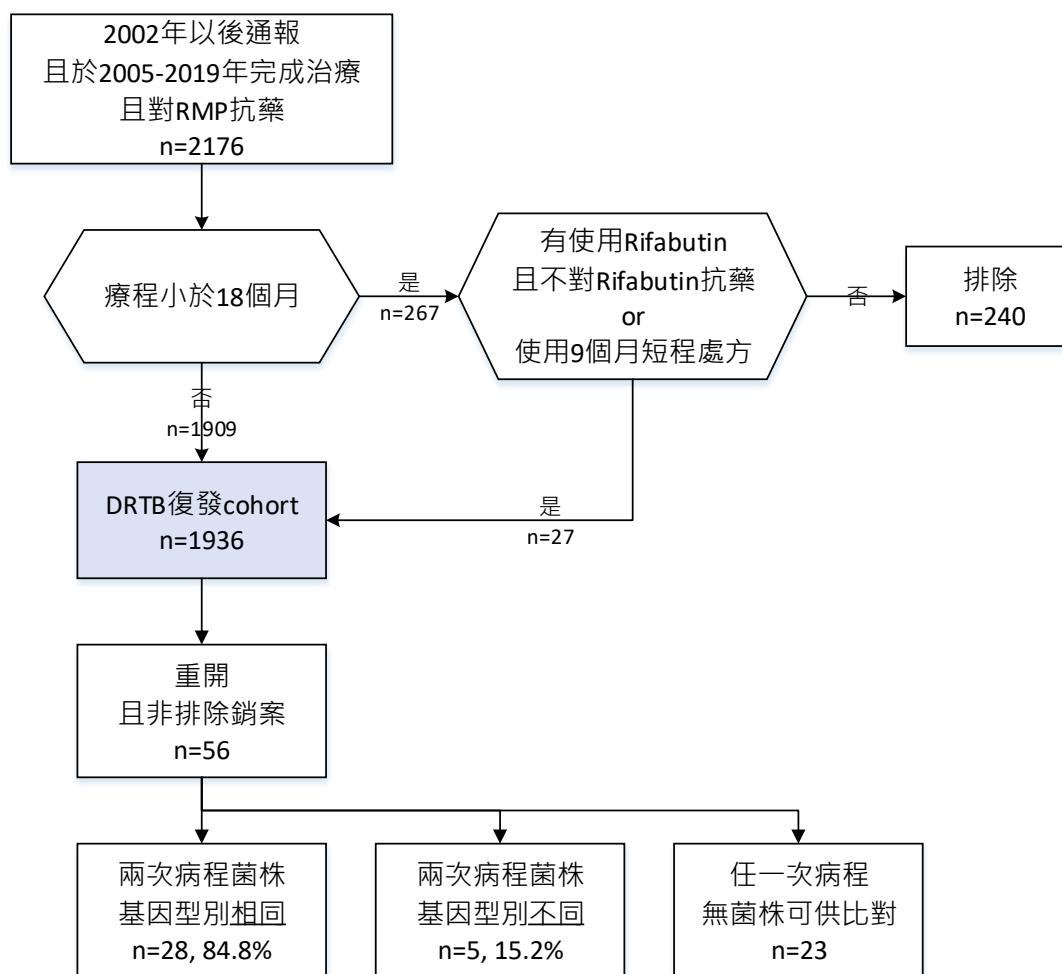 2002年以後通報
且於2005-2019年完成治療
且對RMP抗藥
n=2176
療程小於18個月
是
n=267
有使用Rifabutin
且不對Rifabutin抗藥
or
使用9個月短程處方
否
排除
n=240
否
n=1909
DRTB復發cohort
n=1936
是
n=27
重開
且非排除銷案
n=56
兩次病程菌株
基因型別相同
n=28, 84.8%
兩次病程菌株
基因型別不同
n=5, 15.2%
任一次病程
無菌株可供比對
n=23